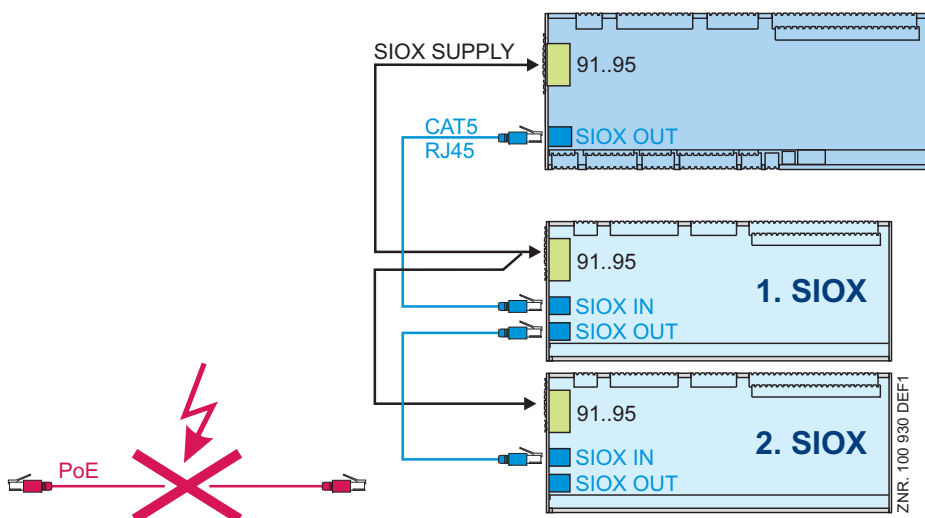 SIOX SUPPLY
91..95
CAT5
RJ45
SIOX OUT
91..95
1. SIOX
SIOX IN
SIOX OUT
91..95
2. SIOX
SIOX IN
SIOX OUT
PoE
ZNR. 100 930 DEF1